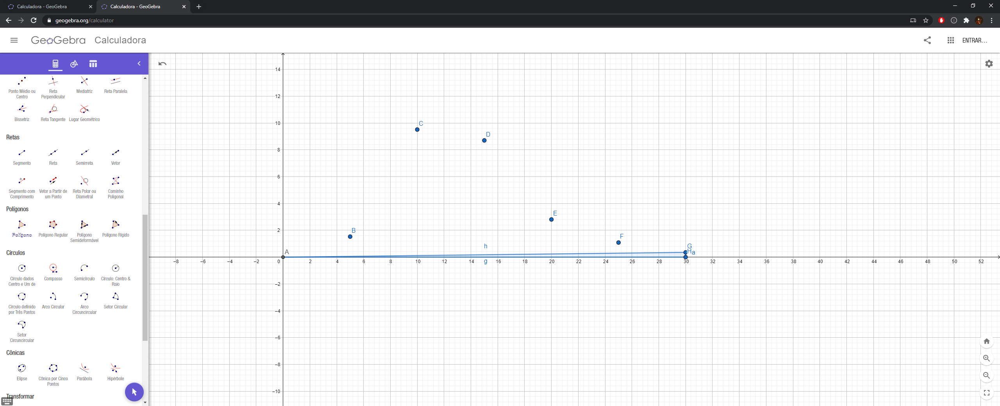 Calculadora - GeoGebra
Calculadora - GeoGebra
geogebra.org/calculator
GeoGebra Calculadora
ENTRAR...
Ponto Médio ou Centro
Reta Perpendicular
Mediatriz
Reta Paralela
Bissetriz
Reta Tangente
Lugar Geométrico
Retas
Segmento
Reta
Semirreta
Vetor
a
Segmento com Comprimento
Vetor a Partir de um Ponto
Reta Polar ou Diametral
Caminho Poligonal
Polígonos
Polígono
Polígono Regular
Polígono Semideformável
Polígono Rígido
Círculos
Círculo dados Centro e Um de
Compasso
Semicírculo
Círculo: Centro & Raio
Círculo definido por Três Pontos
Arco Circular
Arco Circuncircular
Setor Circular
Setor Circuncircular
Cônicas
Elipse
Cônica por Cinco Pontos
Parábola
Hipérbole
Transformar
14
12
10
8
6
4
2
C
D
E
B
F
h
G
H a
A
g
–8 –6 –4 –2 0 2 4 6 8 10 12 14 16 18 20 22 24 26 28 30 32 34 36 38 40 42 44 46 48 50 52
–2
–4
–6
–8
–10